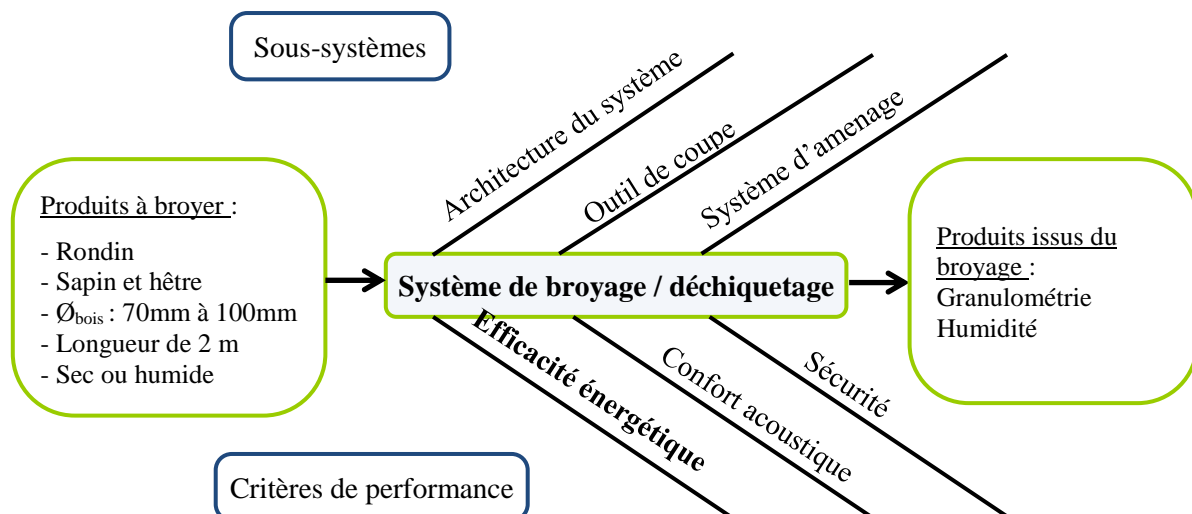 Sous-systèmes
Architecture du système
Outil de coupe
Système d'amenage
Produits à broyer :
- Rondin
- Sapin et hêtre
- Øbois : 70mm à 100mm
- Longueur de 2 m
- Sec ou humide
Système de broyage / déchiquetage
Produits issus du
broyage :
Granulométrie
Humidité
Efficacité énergétique
Confort acoustique
Sécurité
Critères de performance